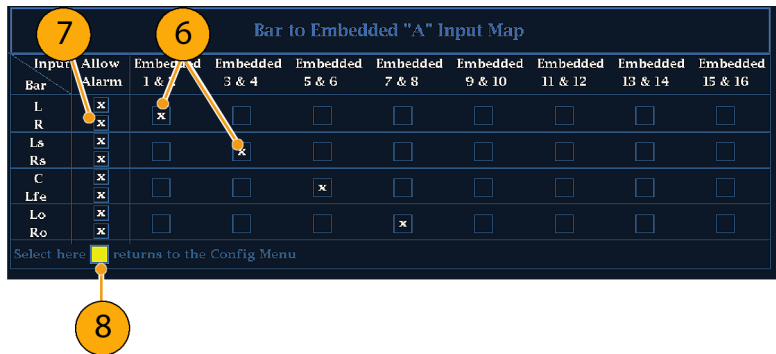 7
6
Bar to Embedded "A" Input Map
Input Allow Embedded Embedded Embedded Embedded Embedded Embedded Embedded Embedded
Bar Alarm 1 & 2 3 & 4 5 & 6 7 & 8 9 & 10 11 & 12 13 & 14 15 & 16
L x
R x x
Ls x
Rs x x
C x
Lfe x x
Lo x
Ro x x
Select here returns to the Config Menu
8